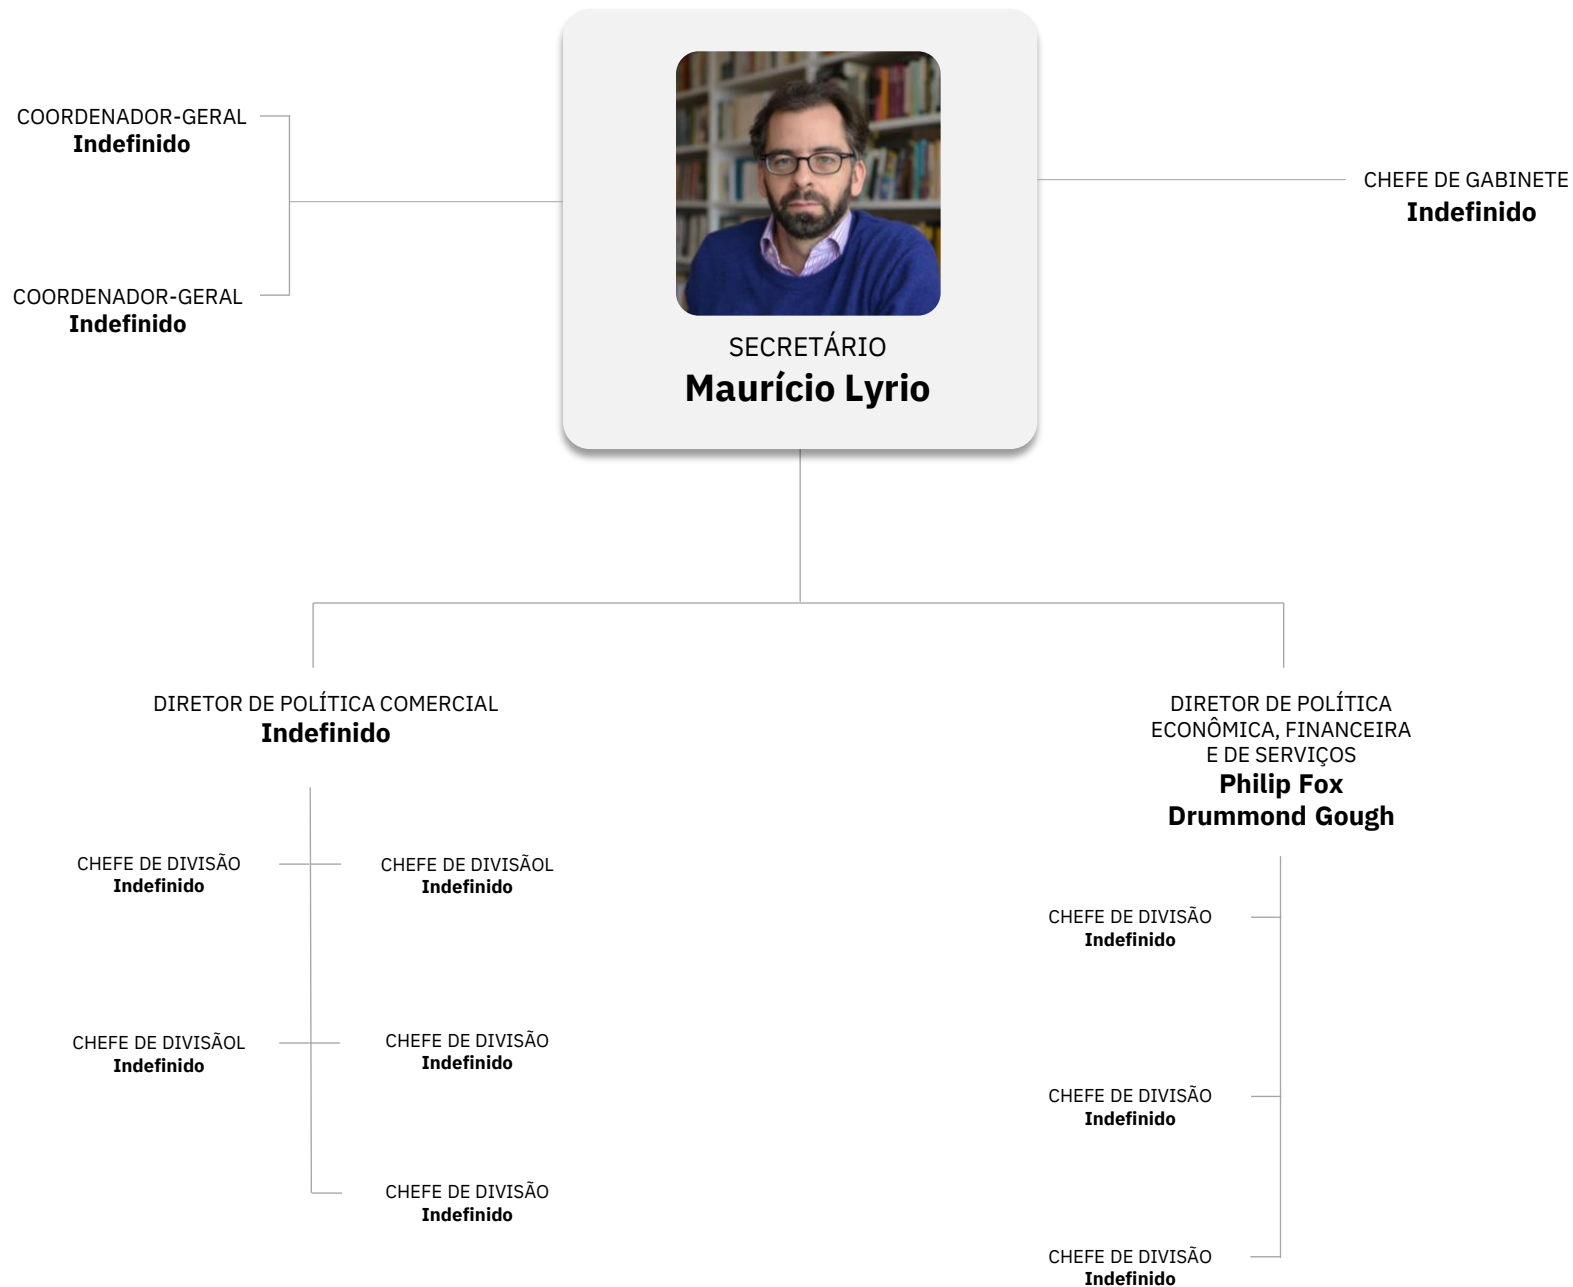 COORDENADOR-GERAL
Indefinido
COORDENADOR-GERAL
Indefinido
SECRETÁRIO
Maurício Lyrio
CHEFE DE GABINETE
Indefinido
DIRETOR DE POLÍTICA COMERCIAL
Indefinido
CHEFE DE DIVISÃO
Indefinido
CHEFE DE DIVISÃOL
Indefinido
CHEFE DE DIVISÃOL
Indefinido
CHEFE DE DIVISÃO
Indefinido
CHEFE DE DIVISÃO
Indefinido
DIRETOR DE POLÍTICA
ECONÔMICA, FINANCEIRA
E DE SERVIÇOS
Philip Fox
Drummond Gough
CHEFE DE DIVISÃO
Indefinido
CHEFE DE DIVISÃO
Indefinido
CHEFE DE DIVISÃO
Indefinido